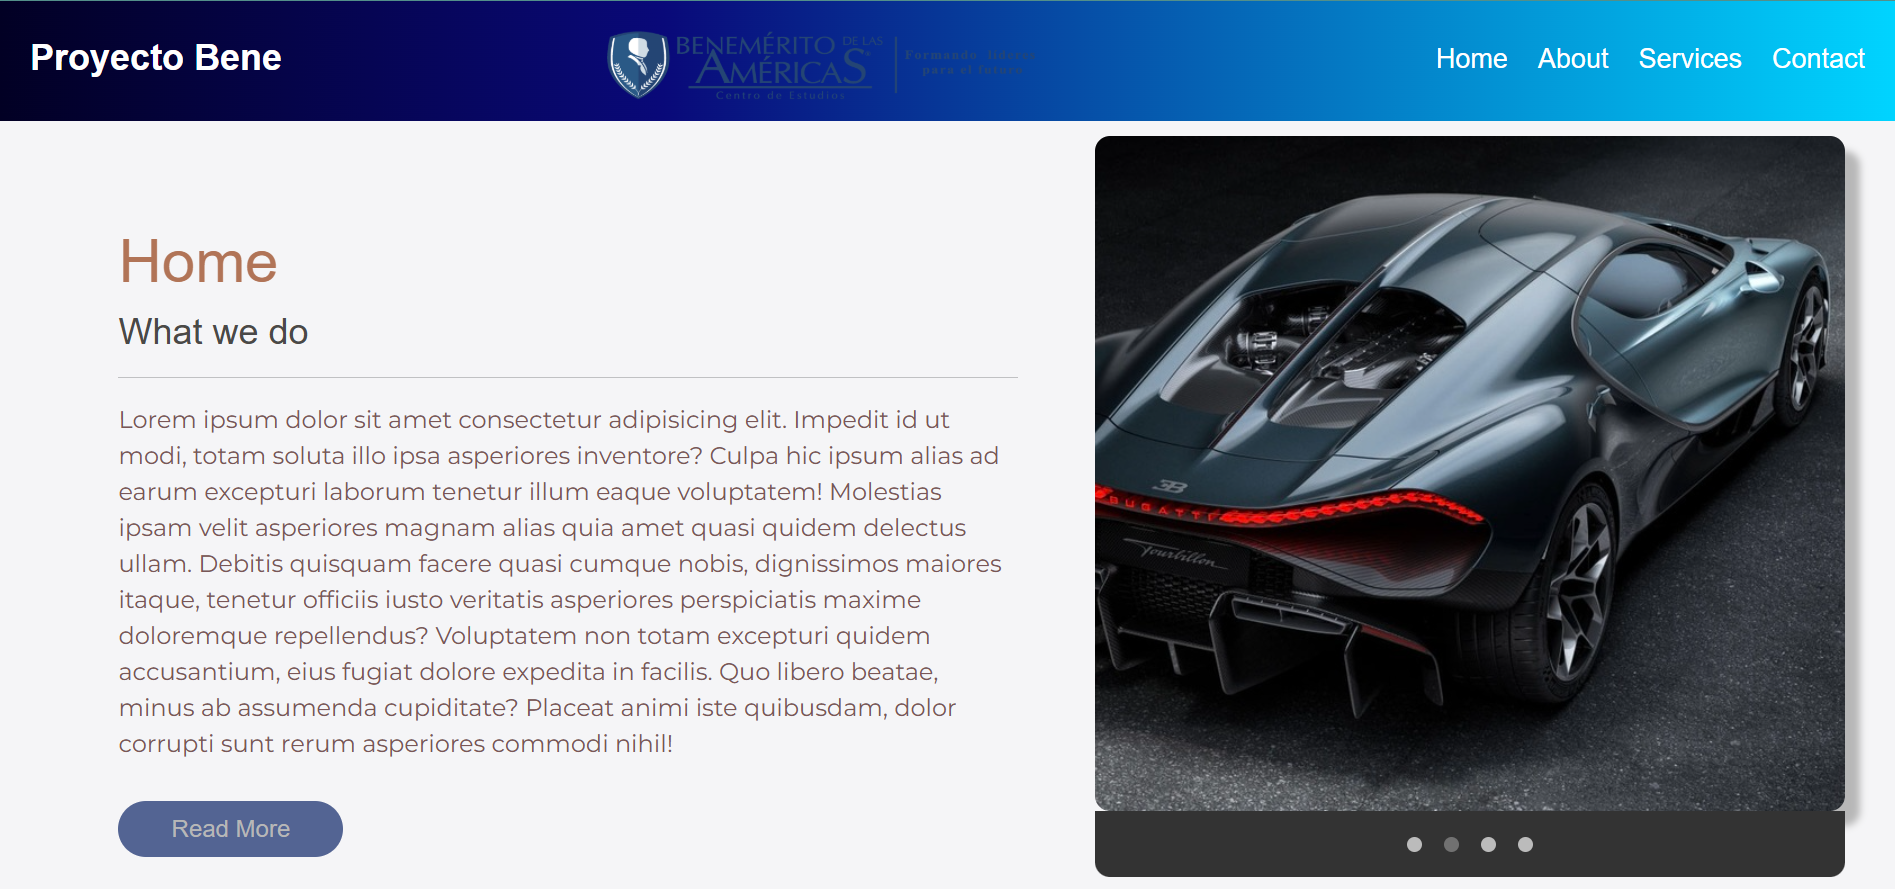 Proyecto Bene
BENEMÉRITO DE LAS
AMÉRICAS
Centro de Estudios
Formando líderes
para el futuro
Home About Services Contact
Home
What we do
Lorem ipsum dolor sit amet consectetur adipisicing elit. Impedit id ut
modi, totam soluta illo ipsa asperiores inventore? Culpa hic ipsum alias ad
earum excepturi laborum tenetur illum eaque voluptatem! Molestias
ipsam velit asperiores magnam alias quia amet quasi quidem delectus
ullam. Debitis quisquam facere quasi cumque nobis, dignissimos maiores
itaque, tenetur officiis iusto veritatis asperiores perspiciatis maxime
doloremque repellendus? Voluptatem non totam excepturi quidem
accusantium, eius fugiat dolore expedita in facilis. Quo libero beatae,
minus ab assumenda cupiditate? Placeat animi iste quibusdam, dolor
corrupti sunt rerum asperiores commodi nihil!
Read More
BUGATTI
Tourbillon